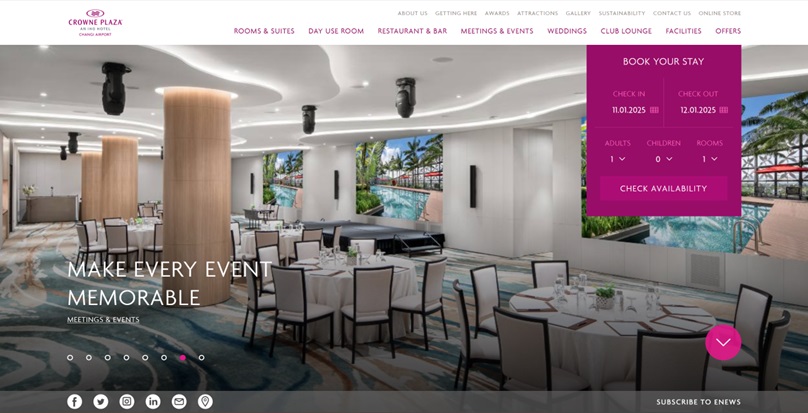 ABOUT US GETTING HERE AWARDS ATTRACTIONS GALLERY SUSTAINABILITY CONTACT US ONLINE STORE
CROWNE PLAZA
AN IHG HOTEL
CHANGI AIRPORT
ROOMS & SUITES DAY USE ROOM RESTAURANT & BAR MEETINGS & EVENTS WEDDINGS CLUB LOUNGE FACILITIES OFFERS
BOOK YOUR STAY
CHECK IN CHECK OUT
11.01.2025 12.01.2025
ADULTS CHILDREN ROOMS
1 0 1
CHECK AVAILABILITY
MAKE EVERY EVENT
MEMORABLE
MEETINGS & EVENTS
SUBSCRIBE TO ENEWS